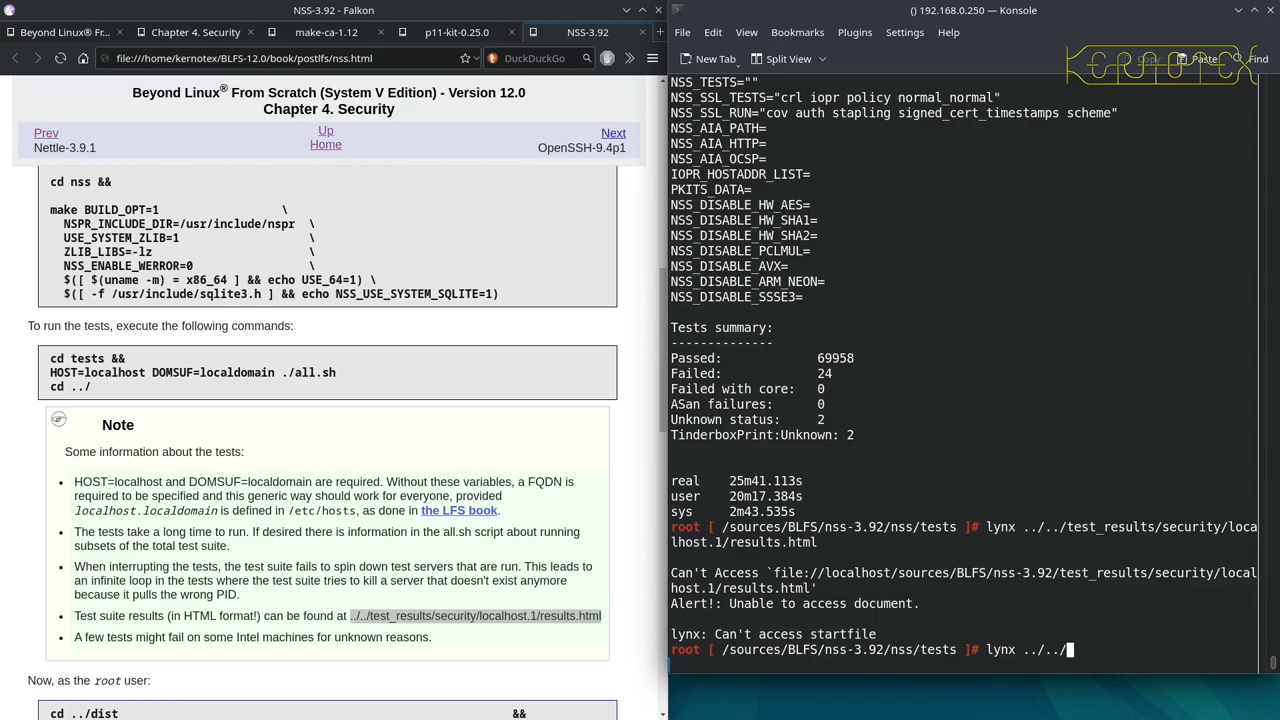 NSS-3.92 - Falkon
Beyond Linux® Fr...
Chapter 4. Security
make-ca-1.12
p11-kit-0.25.0
NSS-3.92
file:///home/kernotex/BLFS-12.0/book/postlfs/nss.html
DuckDuckGo
Beyond Linux® From Scratch (System V Edition) - Version 12.0
Chapter 4. Security
Prev
Up
Next
Nettle-3.9.1
Home
OpenSSH-9.4p1
cd nss &&
make BUILD_OPT=1 \
NSPR_INCLUDE_DIR=/usr/include/nspr \
USE_SYSTEM_ZLIB=1 \
ZLIB_LIBS=-lz \
NSS_ENABLE_WERROR=0 \
$([ $(uname -m) = x86_64 ] && echo USE_64=1) \
$([ -f /usr/include/sqlite3.h ] && echo NSS_USE_SYSTEM_SQLITE=1)
To run the tests, execute the following commands:
cd tests &&
HOST=localhost DOMSUF=localdomain ./all.sh
cd ../
Note
Some information about the tests:
• HOST=localhost and DOMSUF=localdomain are required. Without these variables, a FQDN is
required to be specified and this generic way should work for everyone, provided
localhost.localdomain is defined in /etc/hosts, as done in the LFS book.
• The tests take a long time to run. If desired there is information in the all.sh script about running
subsets of the total test suite.
• When interrupting the tests, the test suite fails to spin down test servers that are run. This leads to
an infinite loop in the tests where the test suite tries to kill a server that doesn't exist anymore
because it pulls the wrong PID.
• Test suite results (in HTML format!) can be found at ../../test_results/security/localhost.1/results.html
• A few tests might fail on some Intel machines for unknown reasons.
Now, as the root user:
cd ../dist &&
() 192.168.0.250 — Konsole
File Edit View Bookmarks Plugins Settings Help
New Tab Split View Copy Paste Find
KERNOTEX
NSS_TESTS=""
NSS_SSL_TESTS="crl iopr policy normal_normal"
NSS_SSL_RUN="cov auth stapling signed_cert_timestamps scheme"
NSS_AIA_PATH=
NSS_AIA_HTTP=
NSS_AIA_OCSP=
IOPR_HOSTADDR_LIST=
PKITS_DATA=
NSS_DISABLE_HW_AES=
NSS_DISABLE_HW_SHA1=
NSS_DISABLE_HW_SHA2=
NSS_DISABLE_PCLMUL=
NSS_DISABLE_AVX=
NSS_DISABLE_ARM_NEON=
NSS_DISABLE_SSSE3=
Tests summary:
--------------
Passed: 69958
Failed: 24
Failed with core: 0
ASan failures: 0
Unknown status: 2
TinderboxPrint:Unknown: 2
real 25m41.113s
user 20m17.384s
sys 2m43.535s
root [ /sources/BLFS/nss-3.92/nss/tests ]# lynx ../../test_results/security/loca
lhost.1/results.html
Can't Access `file://localhost/sources/BLFS/nss-3.92/test_results/security/local
host.1/results.html'
Alert!: Unable to access document.
lynx: Can't access startfile
root [ /sources/BLFS/nss-3.92/nss/tests ]# lynx ../../